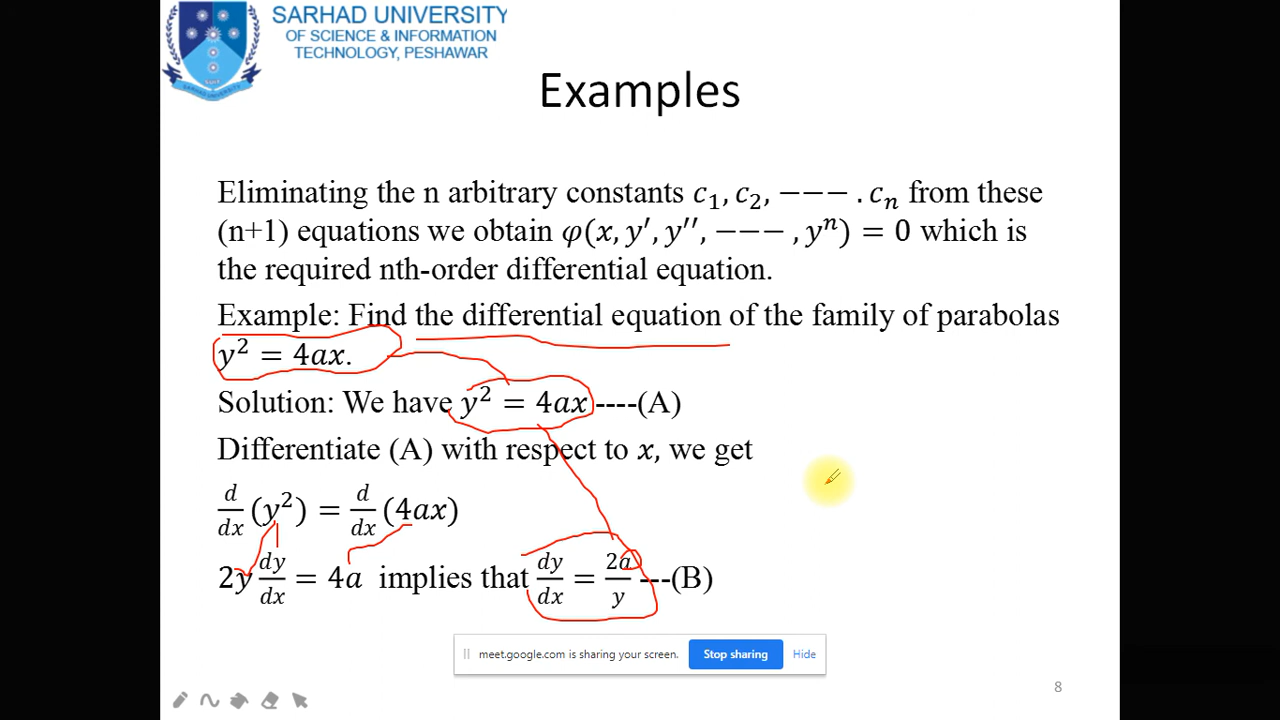 SARHAD UNIVERSITY
OF SCIENCE & INFORMATION
TECHNOLOGY, PESHAWAR
Examples
Eliminating the n arbitrary constants c₁, c₂, −−− . cₙ from these
(n+1) equations we obtain φ(x, y′, y′′, −−− , yⁿ) = 0 which is
the required nth-order differential equation.
Example: Find the differential equation of the family of parabolas
y² = 4ax.
Solution: We have y² = 4ax ----(A)
Differentiate (A) with respect to x, we get
d/dx (y²) = d/dx (4ax)
2y dy/dx = 4a implies that dy/dx = 2a/y ---(B)
meet.google.com is sharing your screen. Stop sharing Hide
8